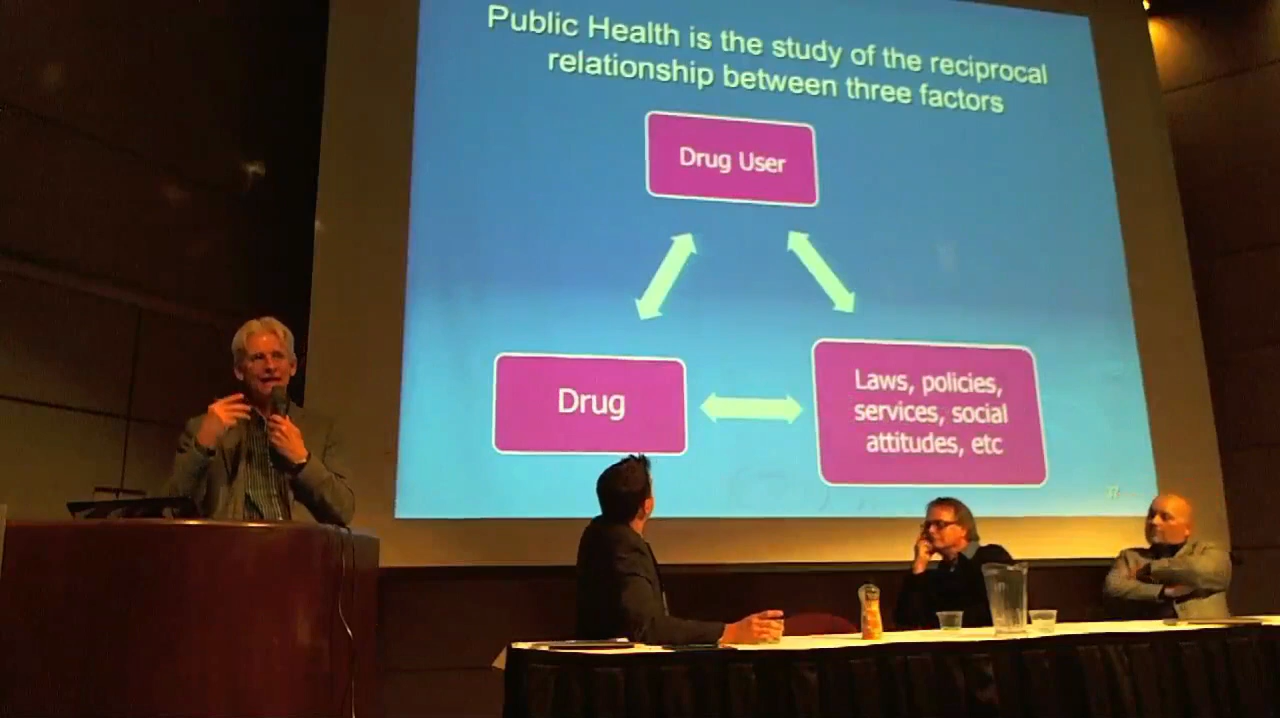 Public Health is the study of the reciprocal
relationship between three factors
Drug User
Drug
Laws, policies,
services, social
attitudes, etc